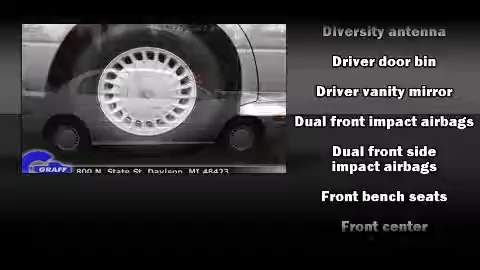 GRAFF
800 N. State St. Davison, MI 48423
Diversity antenna
Driver door bin
Driver vanity mirror
Dual front impact airbags
Dual front side
impact airbags
Front bench seats
Front center